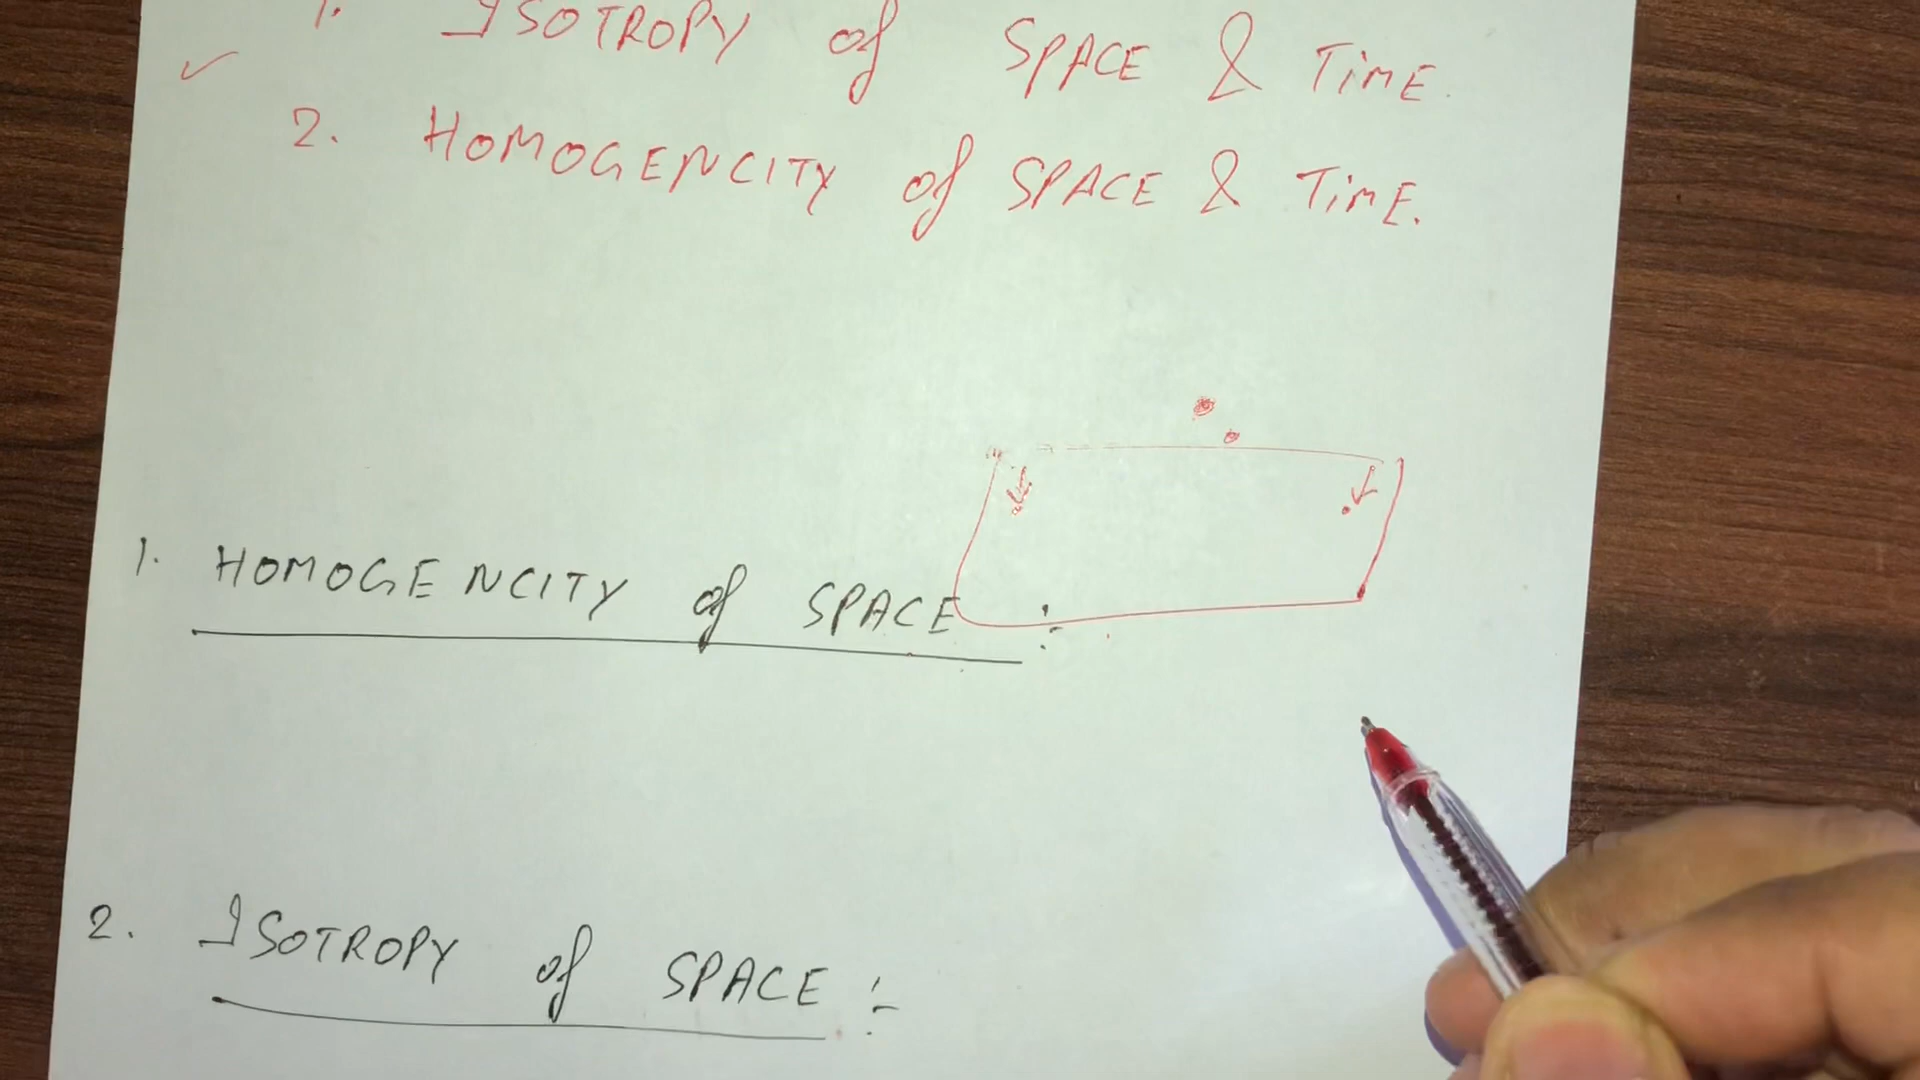 1. ISOTROPY of SPACE & TiME.
2. HOMOGENCITY of SPACE & TiME.
1. HOMOGENCITY of SPACE :-
2. ISOTROPY of SPACE :-